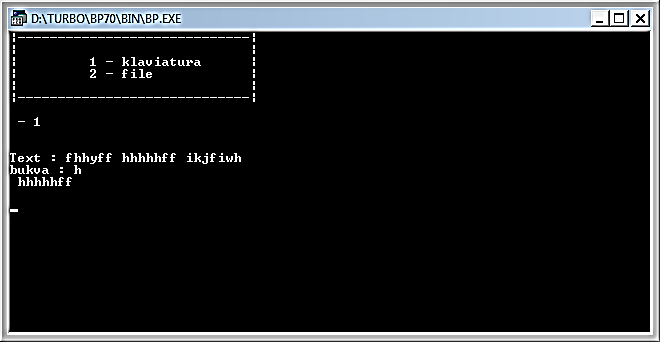 D:\TURBO\BP70\BIN\BP.EXE
1 - klaviatura
2 - file
- 1
Text : fhhyff hhhhhff ikjfiwh
bukva : h
hhhhhff